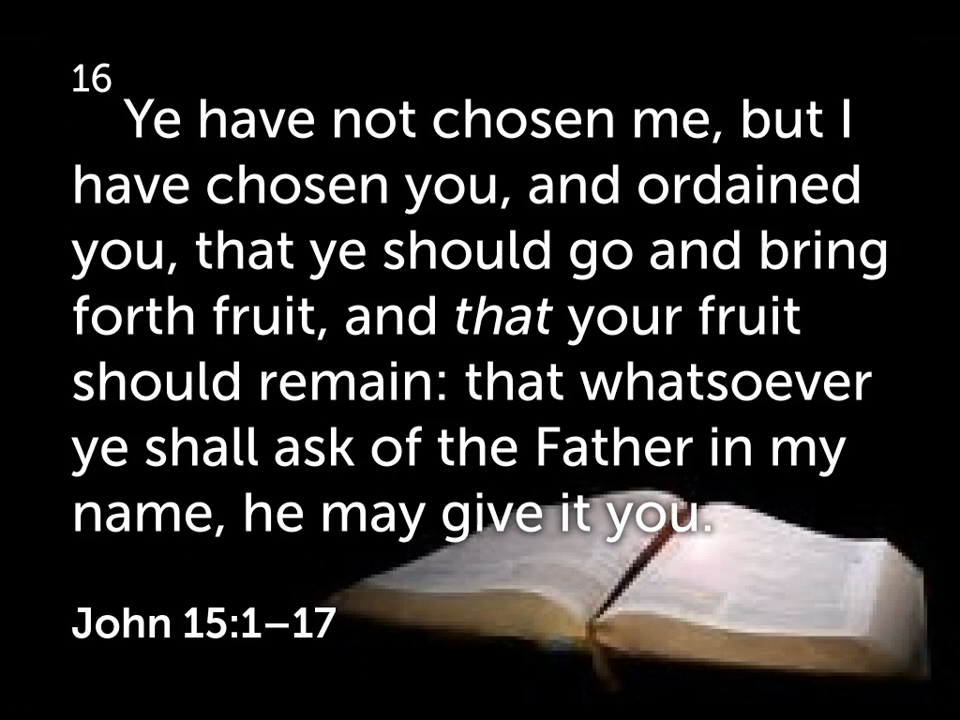 16
Ye have not chosen me, but I
have chosen you, and ordained
you, that ye should go and bring
forth fruit, and that your fruit
should remain: that whatsoever
ye shall ask of the Father in my
name, he may give it you.
John 15:1–17